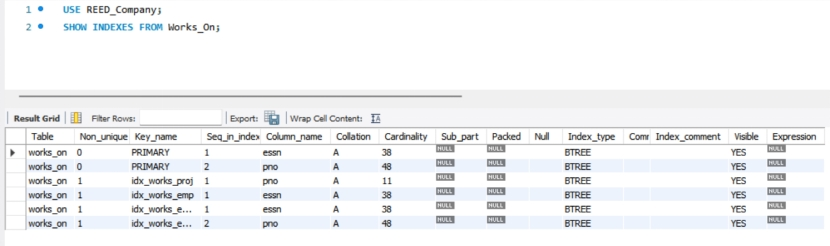 1 USE REED_Company;
2 SHOW INDEXES FROM Works_On;
Result Grid Filter Rows: Export: Wrap Cell Content: IA
Table Non_unique Key_name Seq_in_index Column_name Collation Cardinality Sub_part Packed Null Index_type Comr Index_comment Visible Expression
works_on 0 PRIMARY 1 essn A 38 NULL NULL BTREE YES NULL
works_on 0 PRIMARY 2 pno A 48 NULL NULL BTREE YES NULL
works_on 1 idx_works_proj 1 pno A 11 NULL NULL BTREE YES NULL
works_on 1 idx_works_emp 1 essn A 38 NULL NULL BTREE YES NULL
works_on 1 idx_works_e... 1 essn A 38 NULL NULL BTREE YES NULL
works_on 1 idx_works_e... 2 pno A 48 NULL NULL BTREE YES NULL